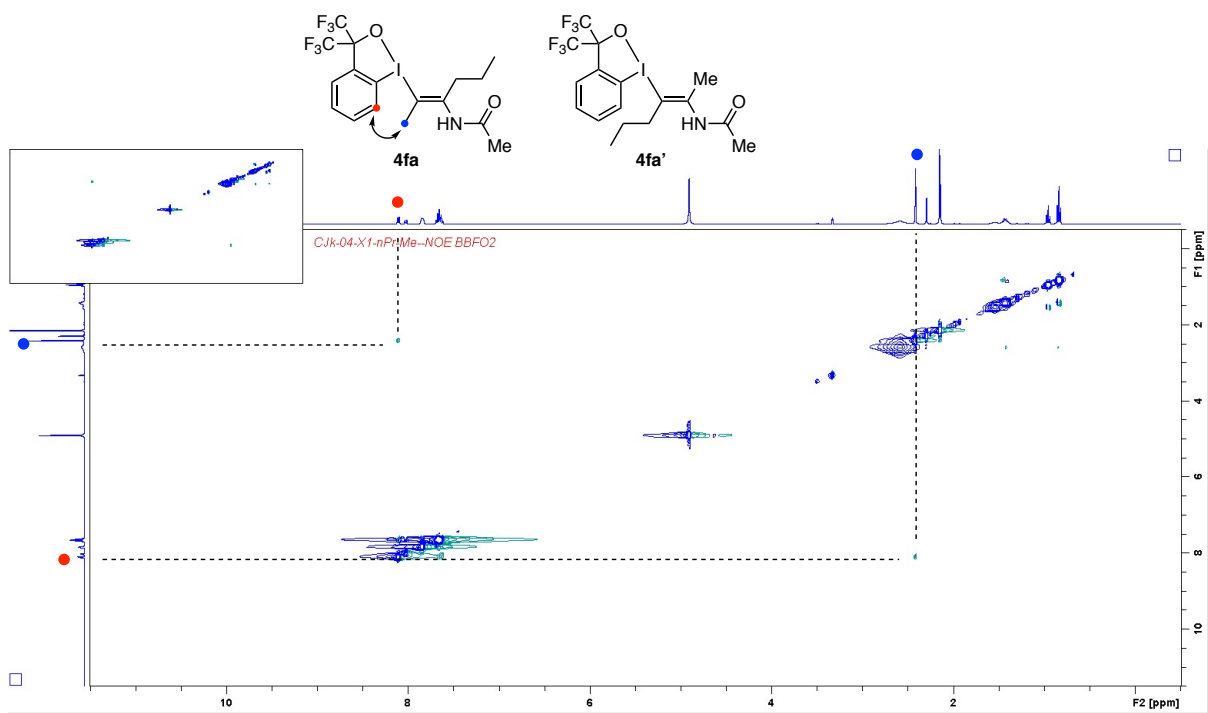 F₃C O
F₃C
I
HN
O
Me
4fa
F₃C O
F₃C
I
Me
HN
O
Me
4fa’
CJk-04-X1-nPrMe--NOE BBFO2
F1 [ppm]
2
4
6
8
10
10 8 6 4 2 F2 [ppm]